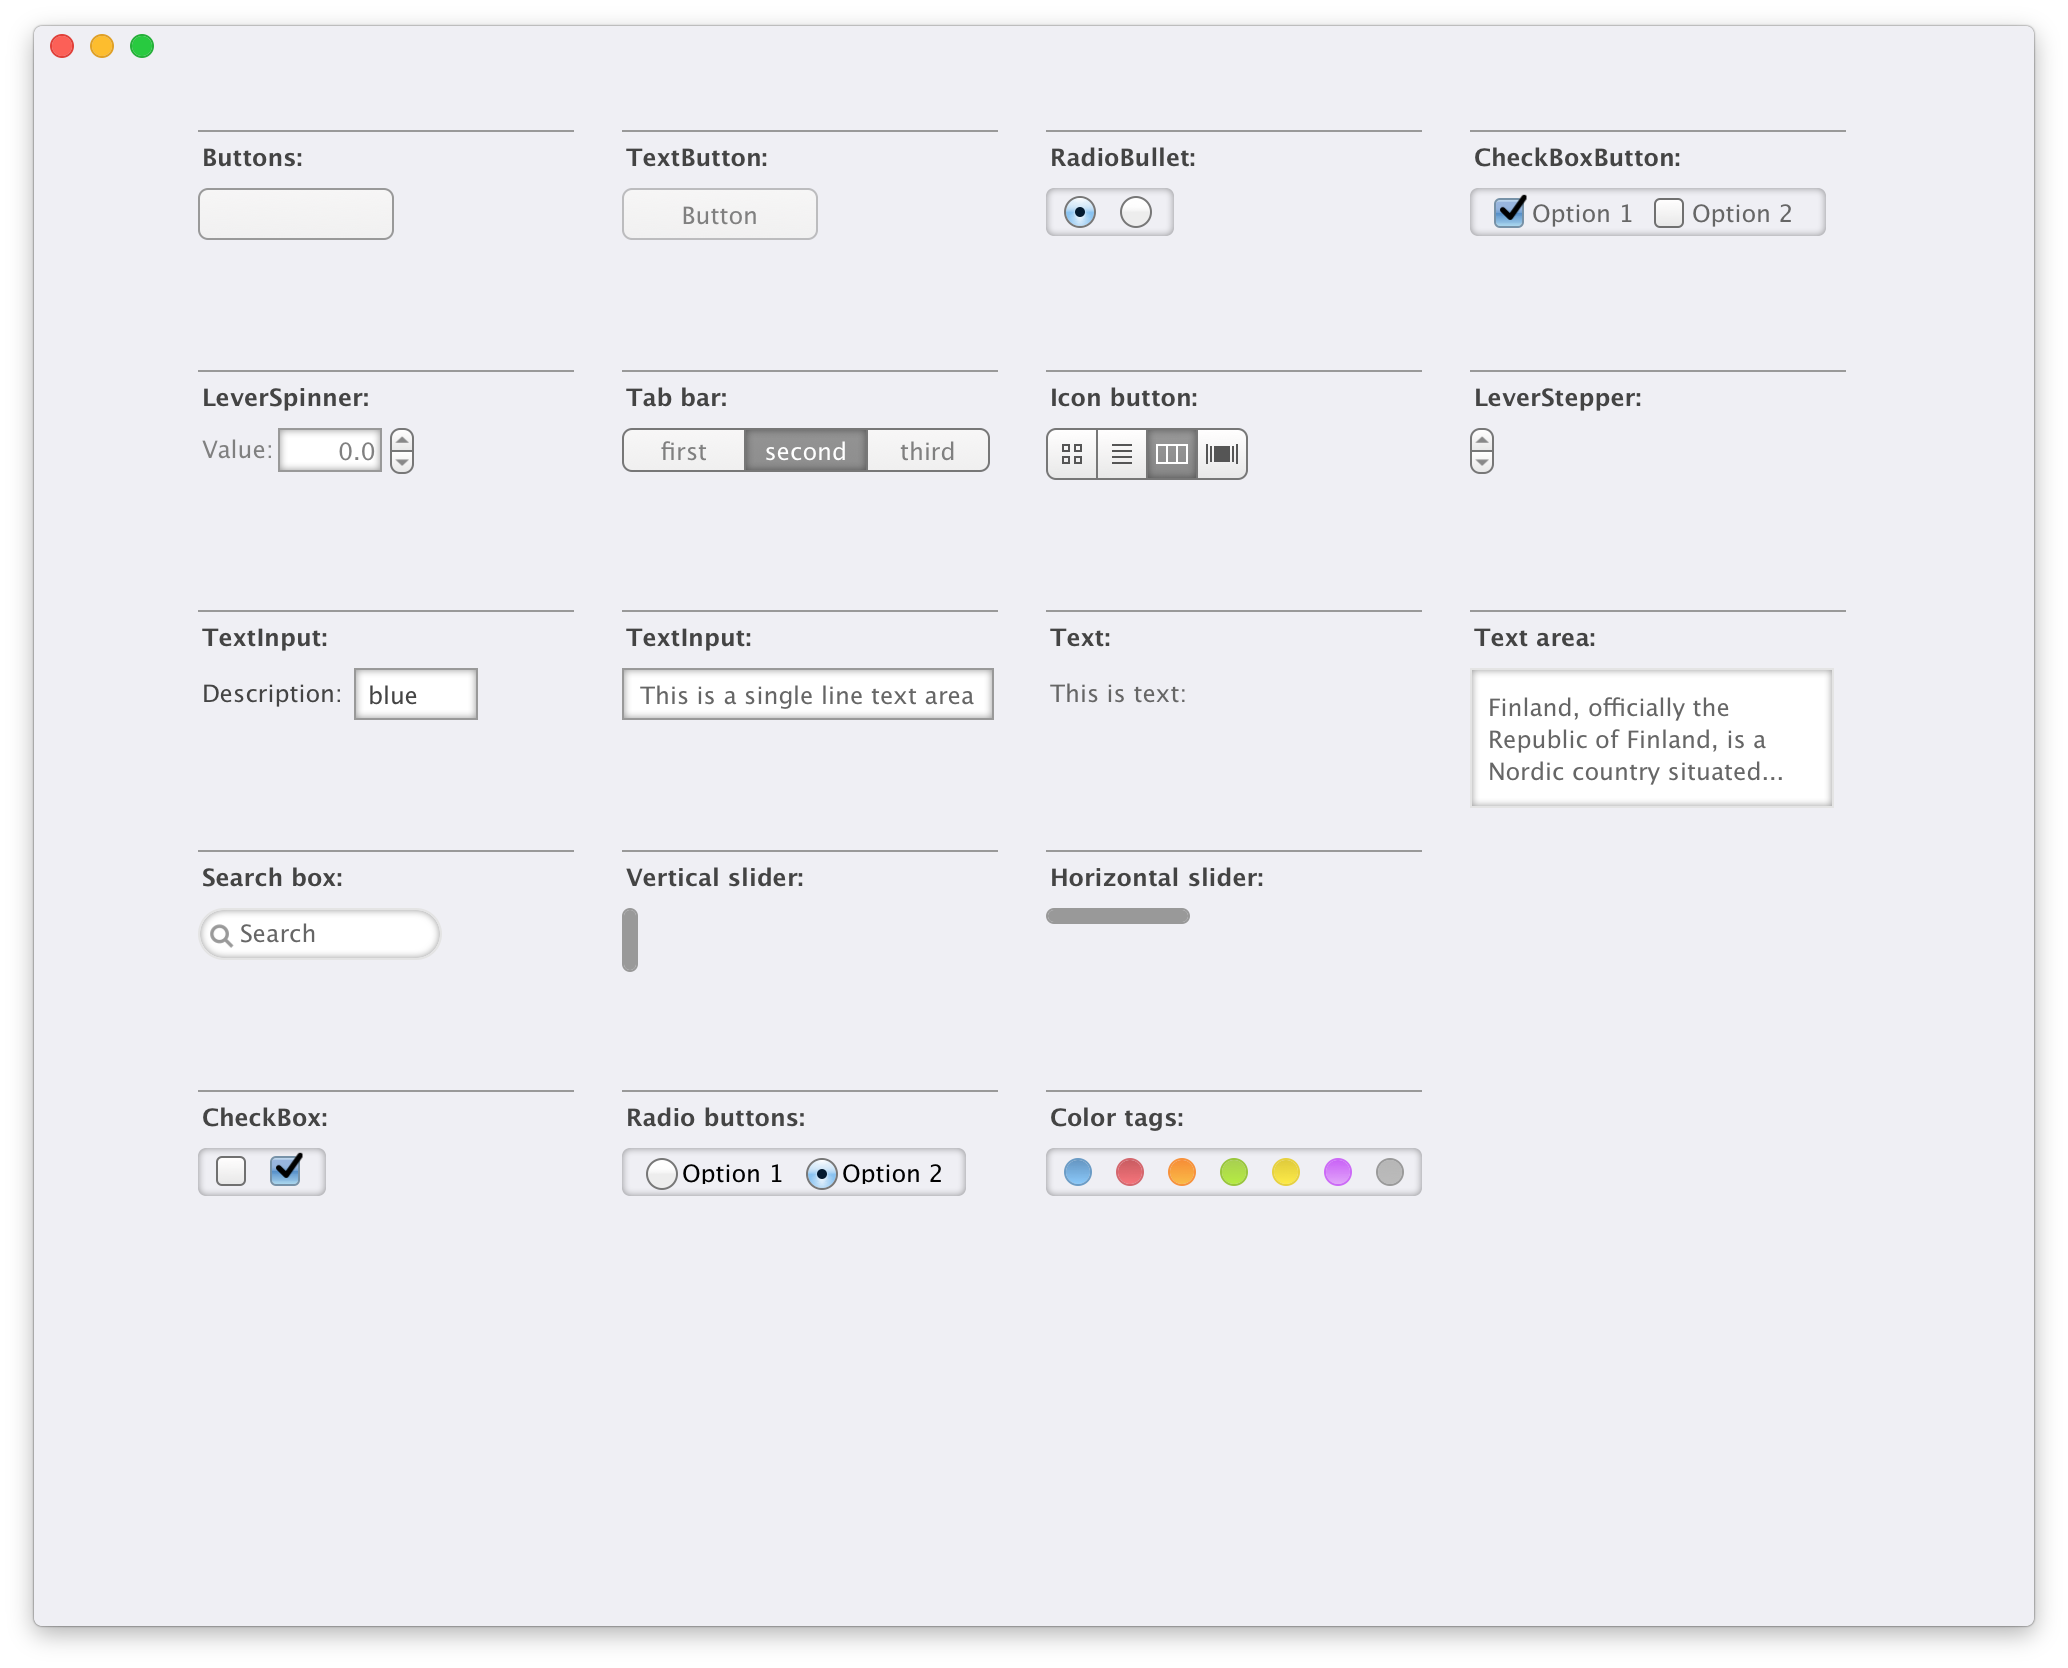 Buttons:
TextButton:
RadioBullet:
CheckBoxButton:
Button
Option 1
Option 2
LeverSpinner:
Tab bar:
Icon button:
LeverStepper:
Value: 0.0
first
second
third
TextInput:
TextInput:
Text:
Text area:
Description: blue
This is a single line text area
This is text:
Finland, officially the
Republic of Finland, is a
Nordic country situated...
Search box:
Vertical slider:
Horizontal slider:
Search
CheckBox:
Radio buttons:
Color tags:
Option 1
Option 2